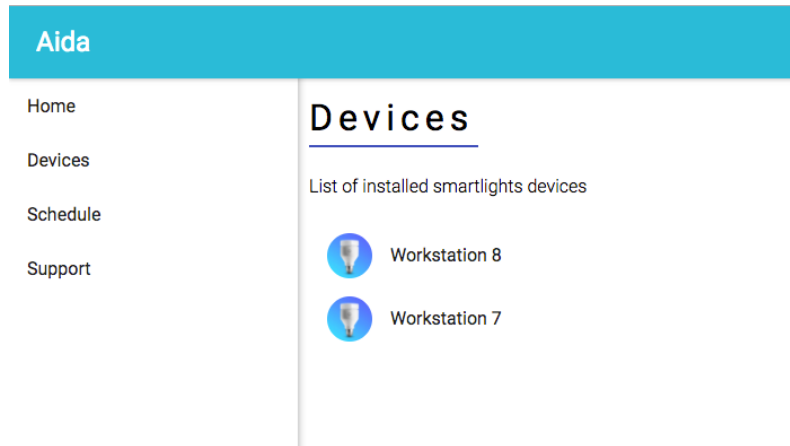 Aida
Home
Devices
Schedule
Support
Devices
List of installed smartlights devices
Workstation 8
Workstation 7